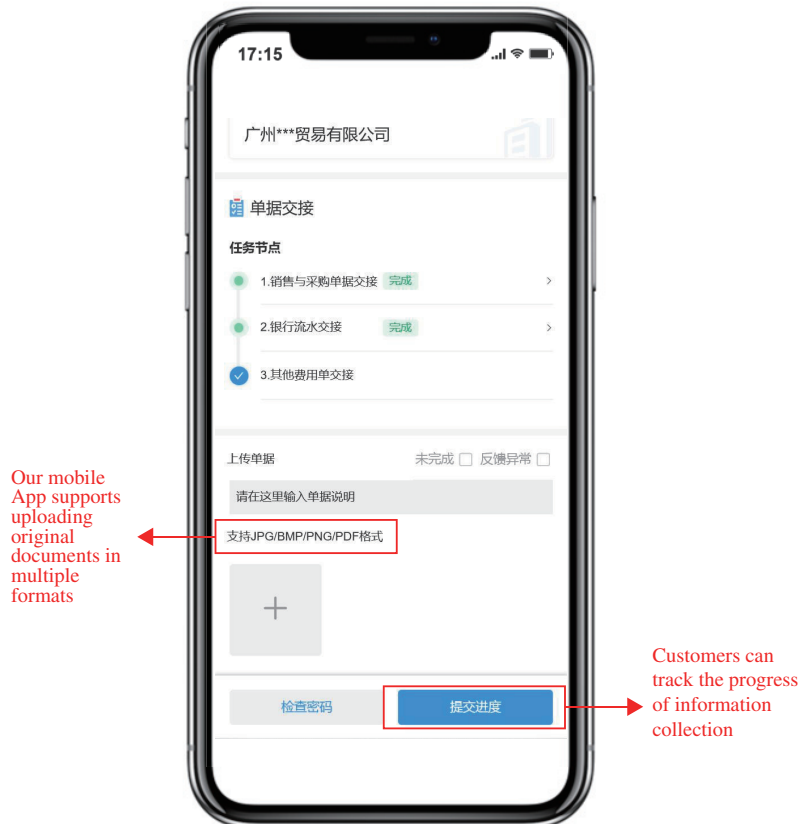 17:15
广州***贸易有限公司
单据交接
任务节点
1.销售与采购单据交接 完成
2.银行流水交接 完成
3.其他费用单交接
上传单据 未完成 反馈异常
请在这里输入单据说明
支持JPG/BMP/PNG/PDF格式
检查密码 提交进度
Our mobile
App supports
uploading
original
documents in
multiple
formats
Customers can
track the progress
of information
collection